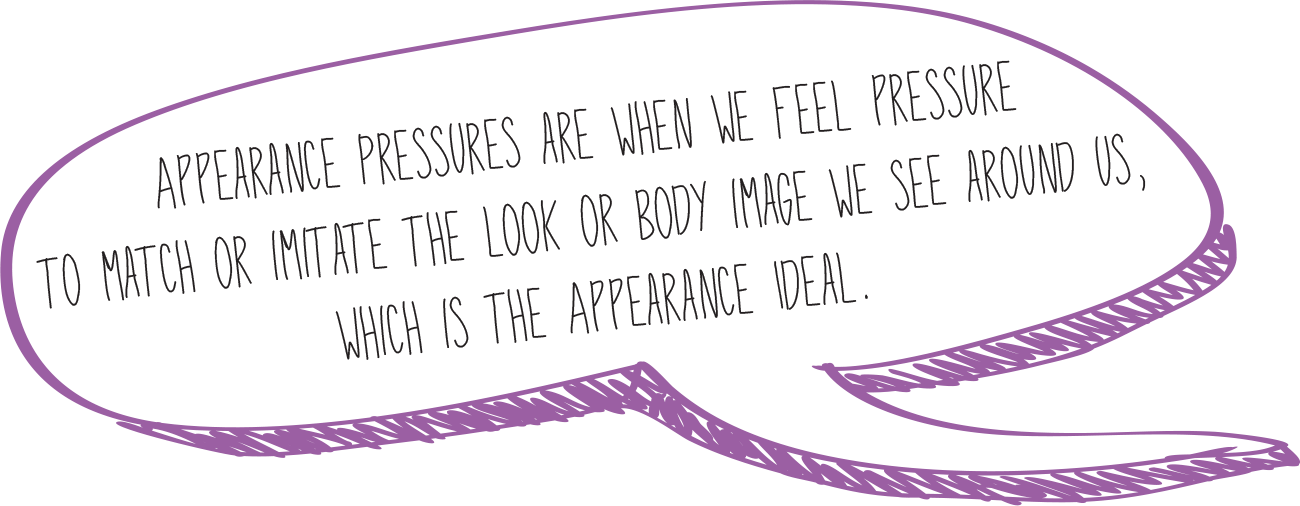 APPEARANCE PRESSURES ARE WHEN WE FEEL PRESSURE
TO MATCH OR IMITATE THE LOOK OR BODY IMAGE WE SEE AROUND US,
WHICH IS THE APPEARANCE IDEAL.